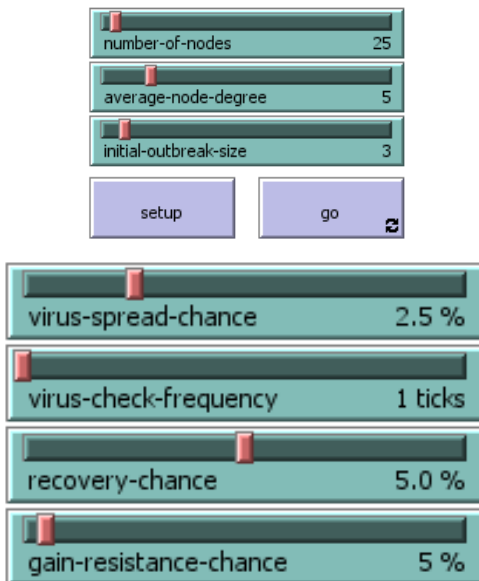 number-of-nodes 25
average-node-degree 5
initial-outbreak-size 3
setup go
virus-spread-chance 2.5 %
virus-check-frequency 1 ticks
recovery-chance 5.0 %
gain-resistance-chance 5 %